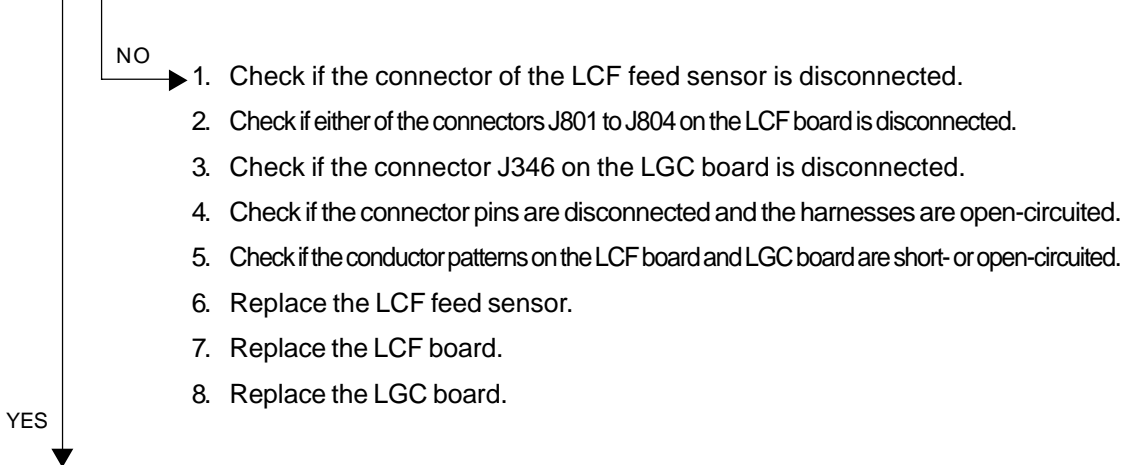 NO
1. Check if the connector of the LCF feed sensor is disconnected.
2. Check if either of the connectors J801 to J804 on the LCF board is disconnected.
3. Check if the connector J346 on the LGC board is disconnected.
4. Check if the connector pins are disconnected and the harnesses are open-circuited.
5. Check if the conductor patterns on the LCF board and LGC board are short- or open-circuited.
6. Replace the LCF feed sensor.
7. Replace the LCF board.
8. Replace the LGC board.
YES